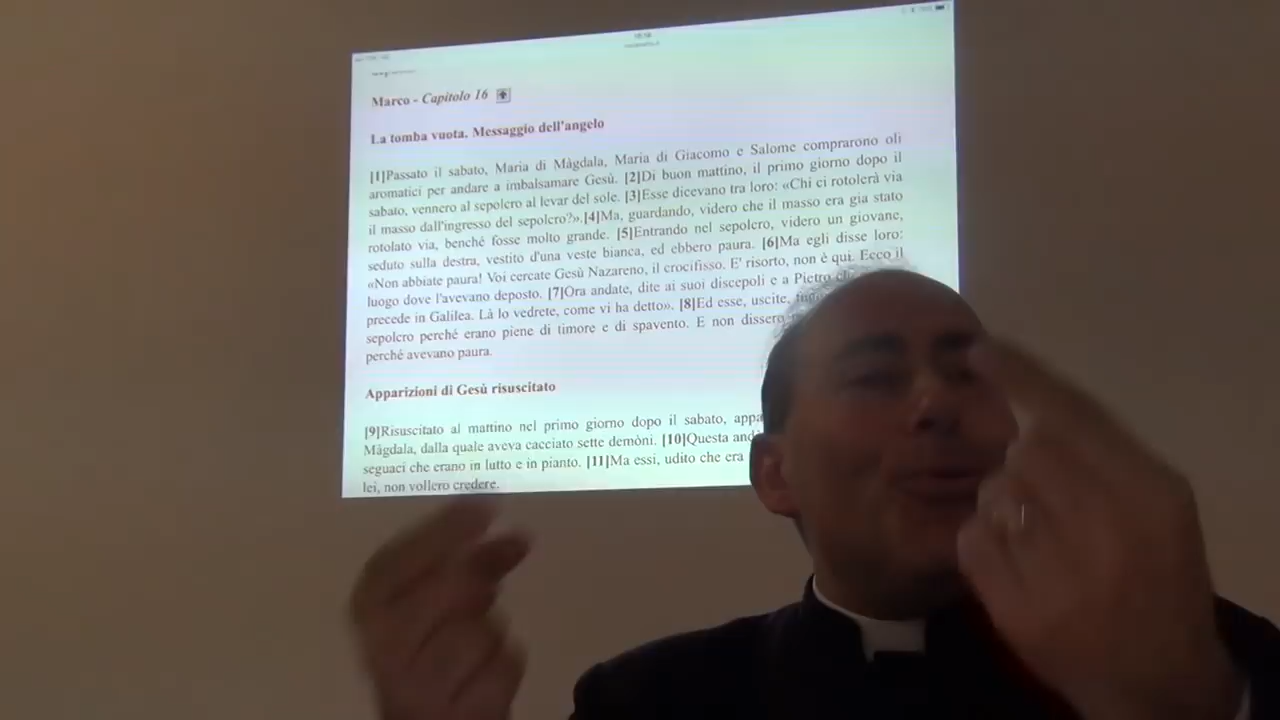 Marco - Capitolo 16
La tomba vuota. Messaggio dell'angelo
[1]Passato il sabato, Maria di Màgdala, Maria di Giacomo e Salome comprarono oli
aromatici per andare a imbalsamare Gesù. [2]Di buon mattino, il primo giorno dopo il
sabato, vennero al sepolcro al levar del sole. [3]Esse dicevano tra loro: «Chi ci rotolerà via
il masso dall'ingresso del sepolcro?».[4]Ma, guardando, videro che il masso era gia stato
rotolato via, benché fosse molto grande. [5]Entrando nel sepolcro, videro un giovane,
seduto sulla destra, vestito d'una veste bianca, ed ebbero paura. [6]Ma egli disse loro:
«Non abbiate paura! Voi cercate Gesù Nazareno, il crocifisso. E' risorto, non è qui. Ecco il
luogo dove l'avevano deposto. [7]Ora andate, dite ai suoi discepoli e a Pietro
precede in Galilea. Là lo vedrete, come vi ha detto». [8]Ed esse, uscite,
sepolcro perché erano piene di timore e di spavento. E non dissero
perché avevano paura.
Apparizioni di Gesù risuscitato
[9]Risuscitato al mattino nel primo giorno dopo il sabato, appa
Màgdala, dalla quale aveva cacciato sette demòni. [10]Questa andò
seguaci che erano in lutto e in pianto. [11]Ma essi, udito che era
lei, non vollero credere.